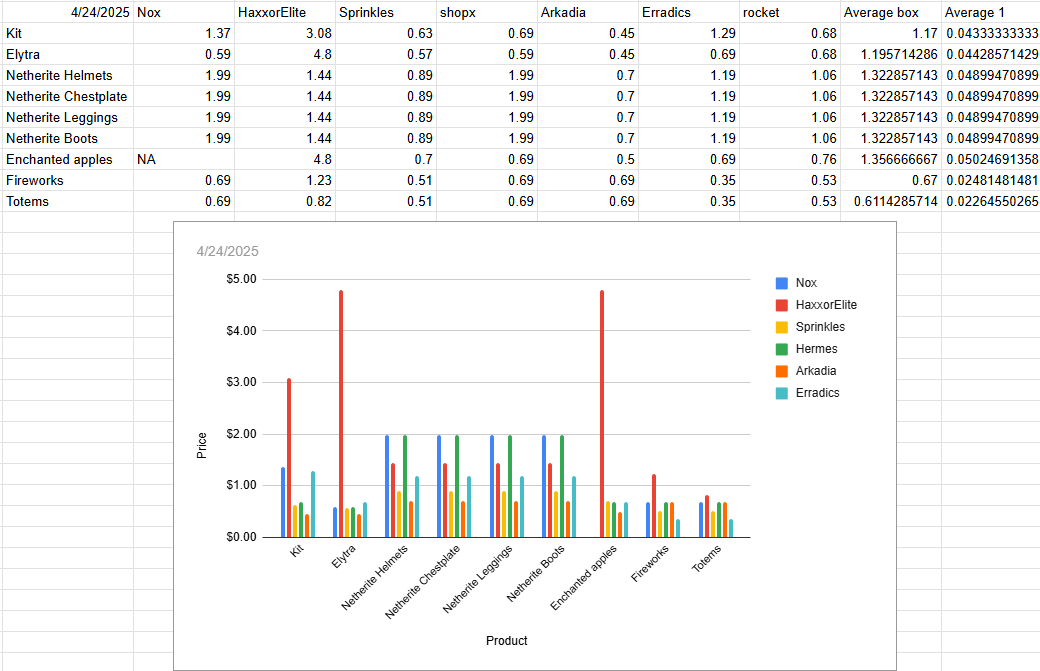 4/24/2025 Nox HaxxorElite Sprinkles shopx Arkadia Erradics rocket Average box Average 1
Kit 1.37 3.08 0.63 0.69 0.45 1.29 0.68 1.17 0.04333333333
Elytra 0.59 4.8 0.57 0.59 0.45 0.69 0.68 1.195714286 0.04428571429
Netherite Helmets 1.99 1.44 0.89 1.99 0.7 1.19 1.06 1.322857143 0.04899470899
Netherite Chestplate 1.99 1.44 0.89 1.99 0.7 1.19 1.06 1.322857143 0.04899470899
Netherite Leggings 1.99 1.44 0.89 1.99 0.7 1.19 1.06 1.322857143 0.04899470899
Netherite Boots 1.99 1.44 0.89 1.99 0.7 1.19 1.06 1.322857143 0.04899470899
Enchanted apples NA 4.8 0.7 0.69 0.5 0.69 0.76 1.356666667 0.05024691358
Fireworks 0.69 1.23 0.51 0.69 0.69 0.35 0.53 0.67 0.02481481481
Totems 0.69 0.82 0.51 0.69 0.69 0.35 0.53 0.6114285714 0.02264550265
4/24/2025
$5.00
$4.00
$3.00
$2.00
$1.00
$0.00
Price
Kit
Elytra
Netherite Helmets
Netherite Chestplate
Netherite Leggings
Netherite Boots
Enchanted apples
Fireworks
Totems
Product
Nox
HaxxorElite
Sprinkles
Hermes
Arkadia
Erradics